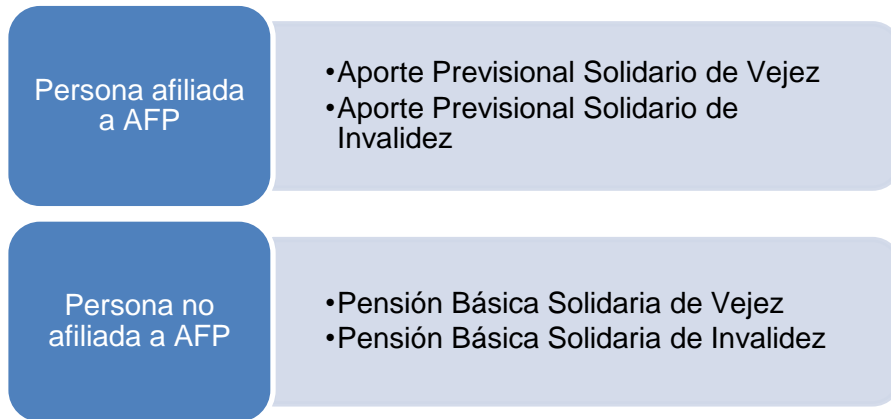 Persona afiliada
a AFP
•Aporte Previsional Solidario de Vejez
•Aporte Previsional Solidario de
Invalidez
Persona no
afiliada a AFP
•Pensión Básica Solidaria de Vejez
•Pensión Básica Solidaria de Invalidez